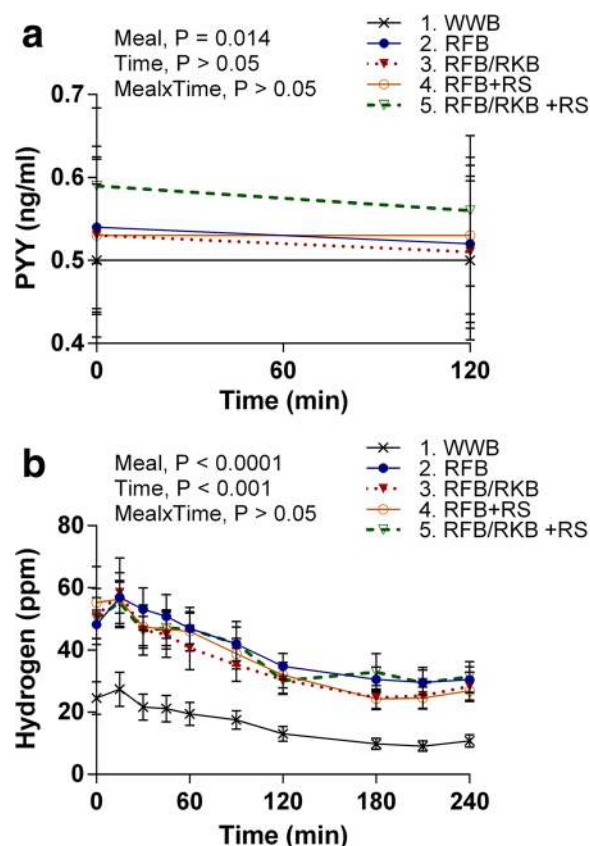 a
Meal, P = 0.014
Time, P > 0.05
MealxTime, P > 0.05
1. WWB
2. RFB
3. RFB/RKB
4. RFB+RS
5. RFB/RKB +RS
PYY (ng/ml)
0.7
0.6
0.5
0.4
0
60
120
Time (min)
b
Meal, P < 0.0001
Time, P < 0.001
MealxTime, P > 0.05
1. WWB
2. RFB
3. RFB/RKB
4. RFB+RS
5. RFB/RKB +RS
Hydrogen (ppm)
80
60
40
20
0
0
60
120
180
240
Time (min)